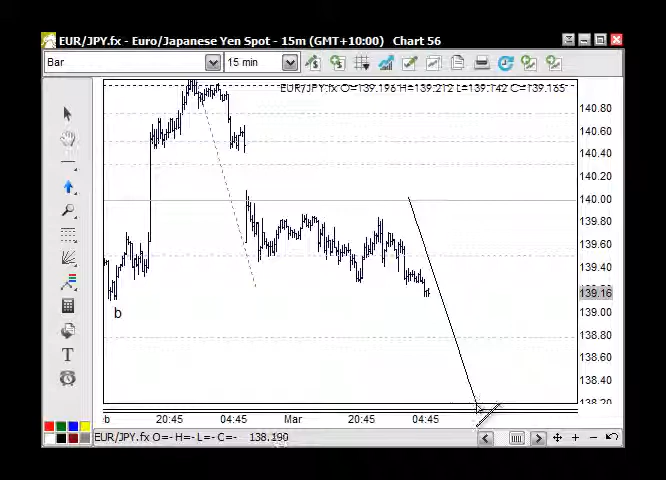 EUR/JPY.fx - Euro/Japanese Yen Spot - 15m (GMT+10:00) Chart 56
Bar 15 min
EUR/JPY.fx O=139.196 H=139.212 L=139.142 C=139.165
140.80
140.60
140.40
140.20
140.00
139.80
139.60
139.40
139.16
139.00
138.80
138.60
138.40
138.20
b
T
b 20:45 04:45 Mar 20:45 04:45
EUR/JPY.fx O=- H=- L=- C=- 138.190